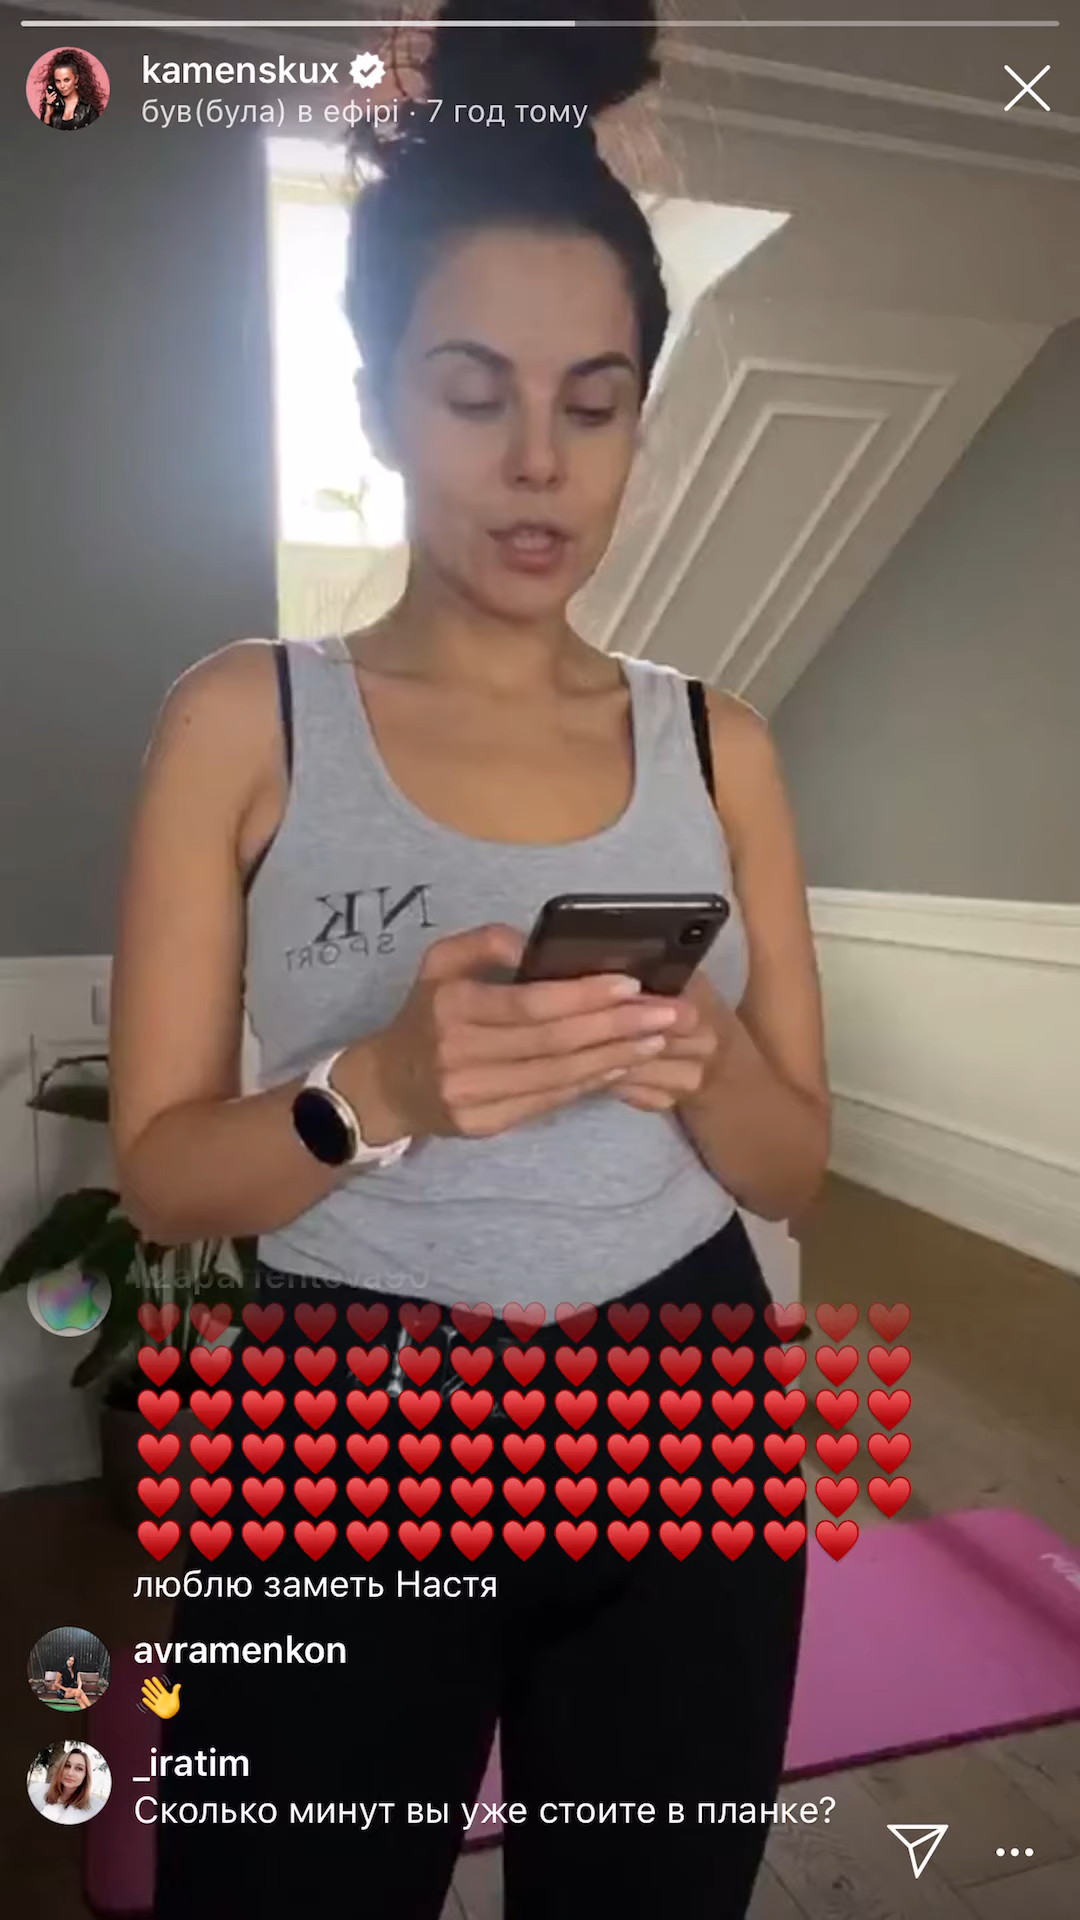 kamenskux
був(була) в ефірі · 7 год тому
NK
SPORT
❤️❤️❤️❤️❤️❤️❤️❤️❤️❤️❤️❤️❤️❤️❤️
❤️❤️❤️❤️❤️❤️❤️❤️❤️❤️❤️❤️❤️❤️❤️
❤️❤️❤️❤️❤️❤️❤️❤️❤️❤️❤️❤️❤️❤️❤️
❤️❤️❤️❤️❤️❤️❤️❤️❤️❤️❤️❤️❤️❤️❤️
❤️❤️❤️❤️❤️❤️❤️❤️❤️❤️❤️❤️❤️❤️❤️
❤️❤️❤️❤️❤️❤️❤️❤️❤️❤️❤️❤️❤️❤️
люблю заметь Настя
avramenkon
👋
_iratim
Сколько минут вы уже стоите в планке?